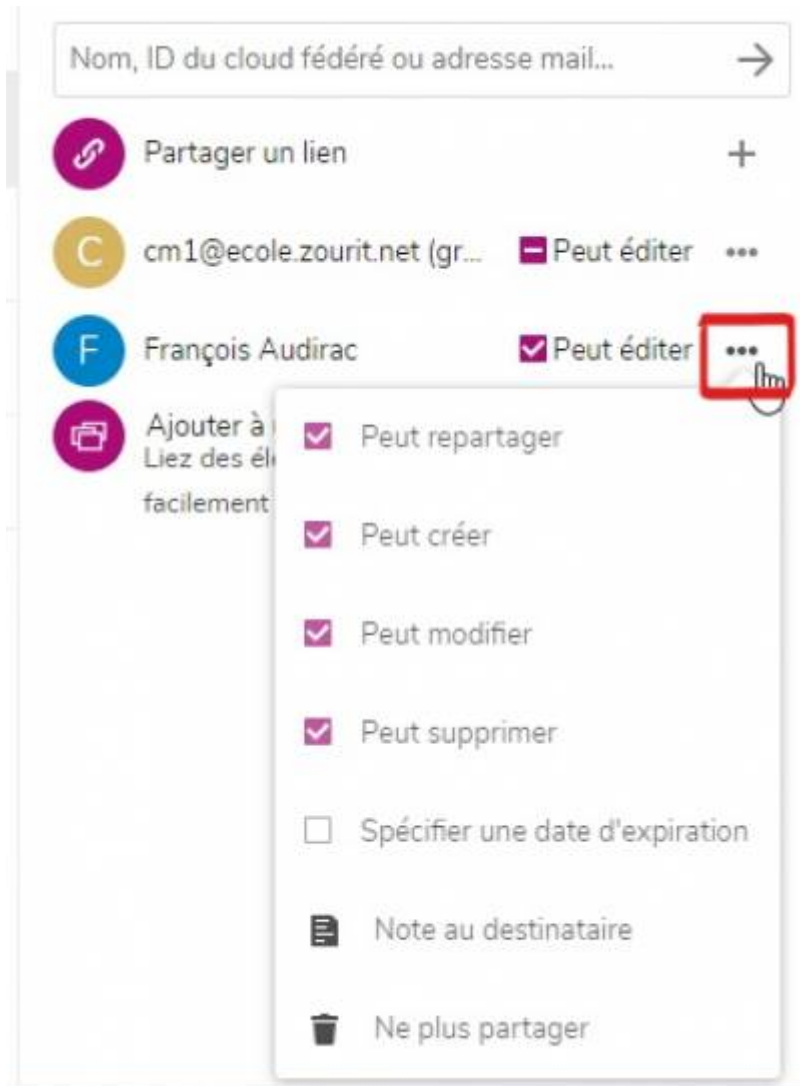 Nom, ID du cloud fédéré ou adresse mail...
Partager un lien
C cm1@ecole.zourit.net (gr... Peut éditer
F François Audirac Peut éditer
Ajouter à
Liez des
facilement
Peut repartager
Peut créer
Peut modifier
Peut supprimer
Spécifier une date d'expiration
Note au destinataire
Ne plus partager